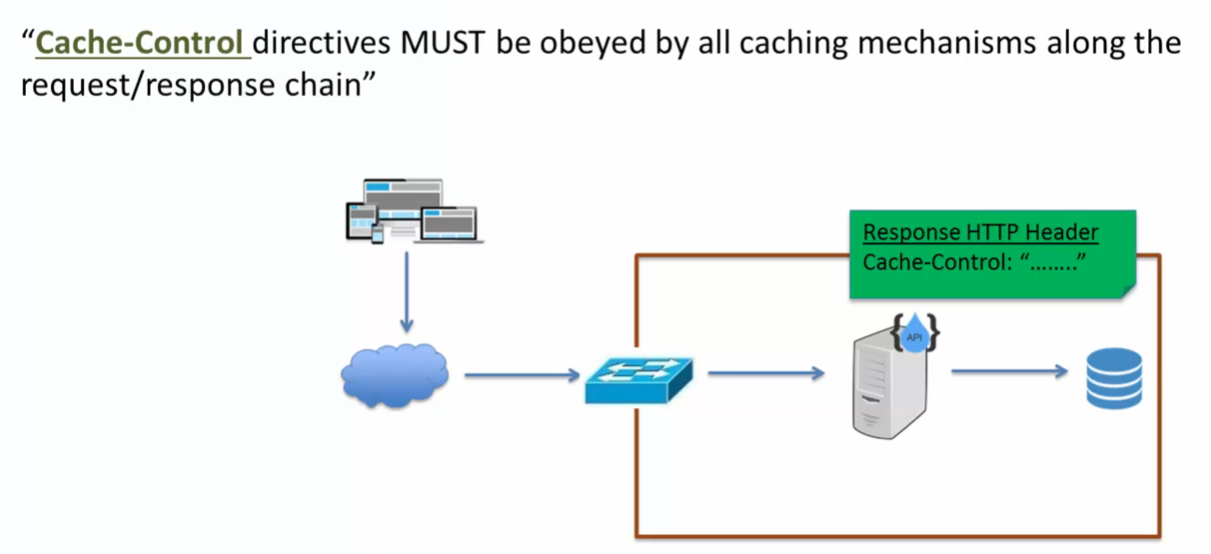 “Cache-Control directives MUST be obeyed by all caching mechanisms along the
request/response chain”
Response HTTP Header
Cache-Control: “........”
{API}